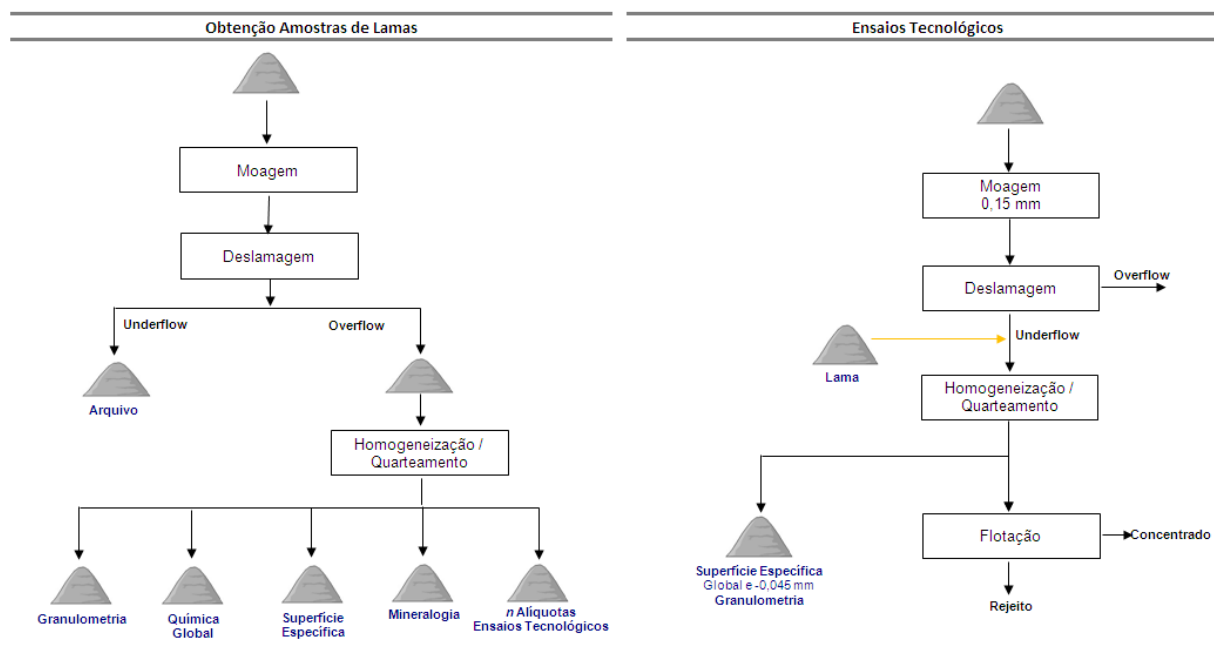 Obtenção Amostras de Lamas
Moagem
Deslamagem
Underflow
Overflow
Arquivo
Homogeneização /
Quarteamento
Granulometria
Química
Global
Superfície
Específica
Mineralogia
n Alíquotas
Ensaios Tecnológicos
Ensaios Tecnológicos
Moagem
0,15 mm
Deslamagem
Overflow
Underflow
Lama
Homogeneização /
Quarteamento
Superfície Específica
Global e -0,045 mm
Granulometria
Flotação
Concentrado
Rejeito